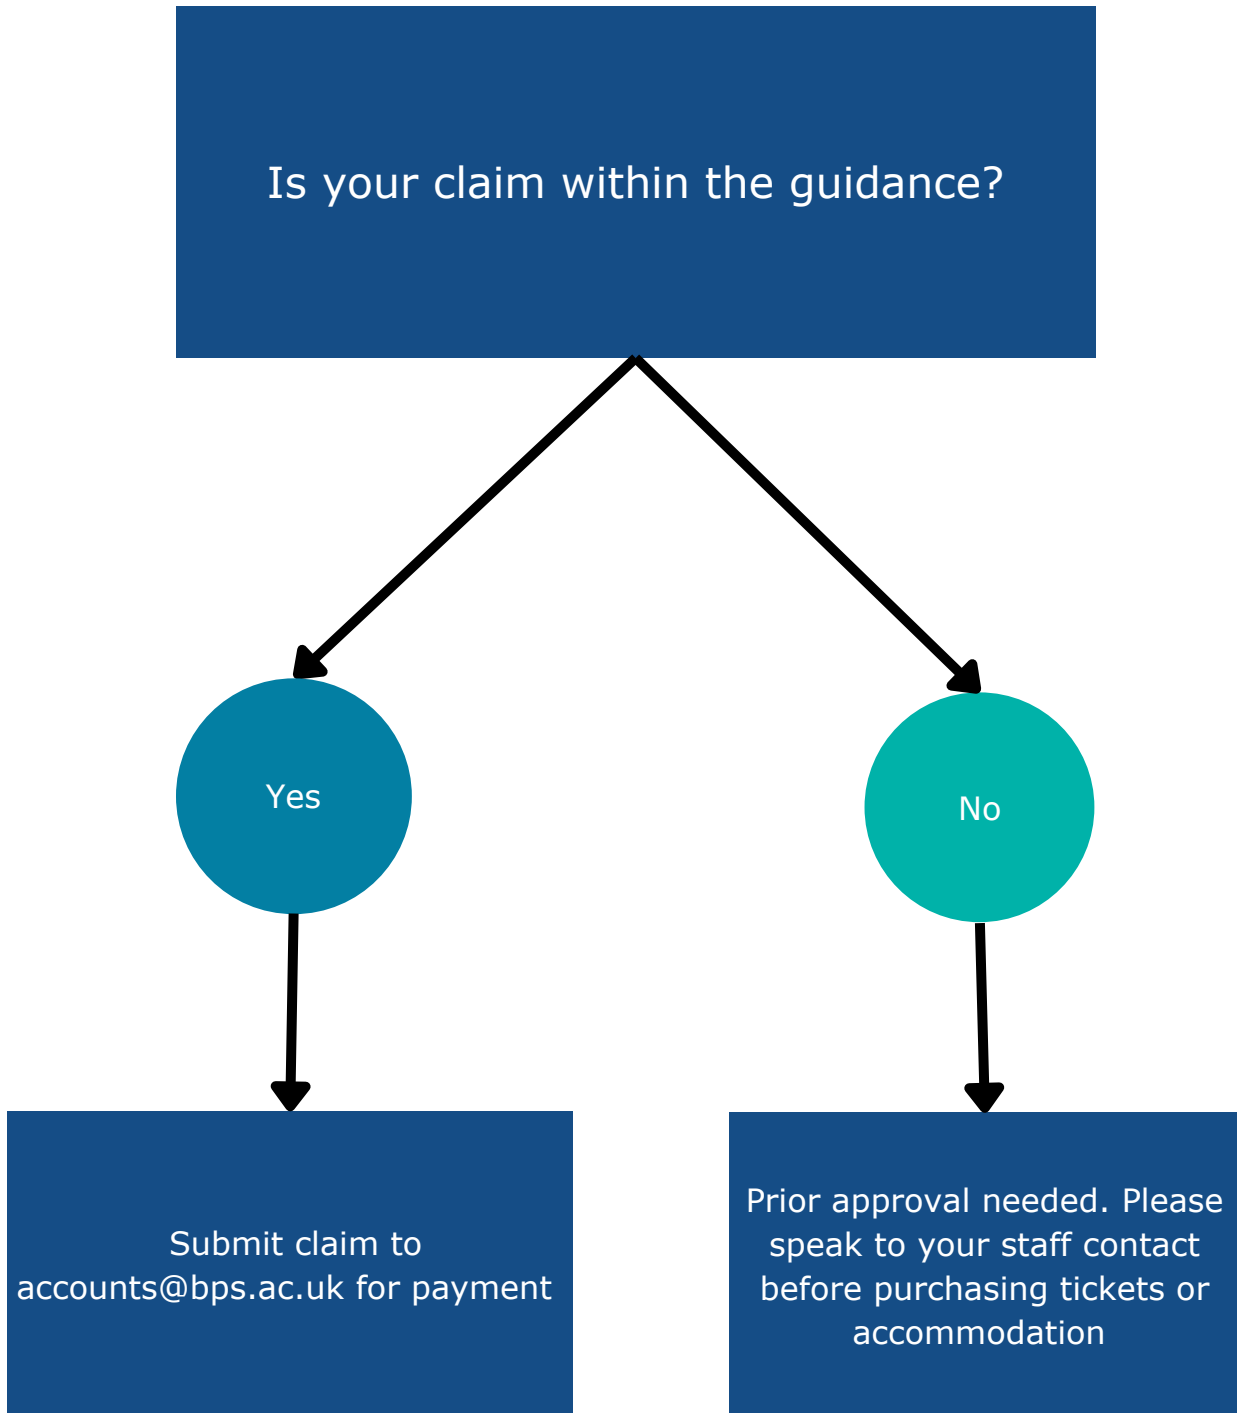 Is your claim within the guidance?
Yes
No
Submit claim to
accounts@bps.ac.uk for payment
Prior approval needed. Please
speak to your staff contact
before purchasing tickets or
accommodation